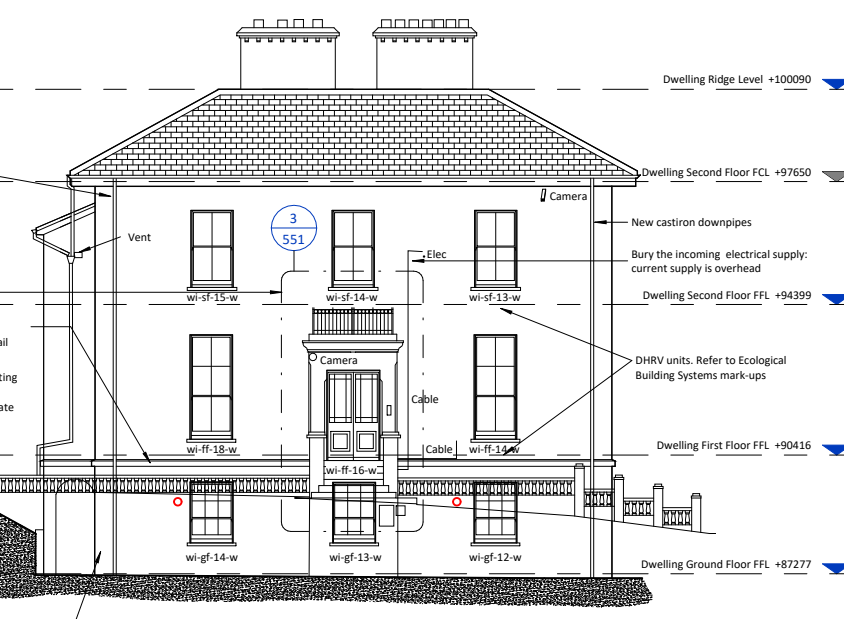 Dwelling Ridge Level +100090
Dwelling Second Floor FCL +97650
Camera
3
551
New castiron downpipes
Vent
Elec
Bury the incoming electrical supply:
current supply is overhead
wi-sf-15-w
wi-sf-14-w
wi-sf-13-w
Dwelling Second Floor FFL +94399
ail
Camera
DHRV units. Refer to Ecological
Building Systems mark-ups
ting
Cable
ate
wi-ff-18-w
Cable
wi-ff-14-w
Dwelling First Floor FFL +90416
wi-ff-16-w
wi-gf-14-w
wi-gf-13-w
wi-gf-12-w
Dwelling Ground Floor FFL +87277